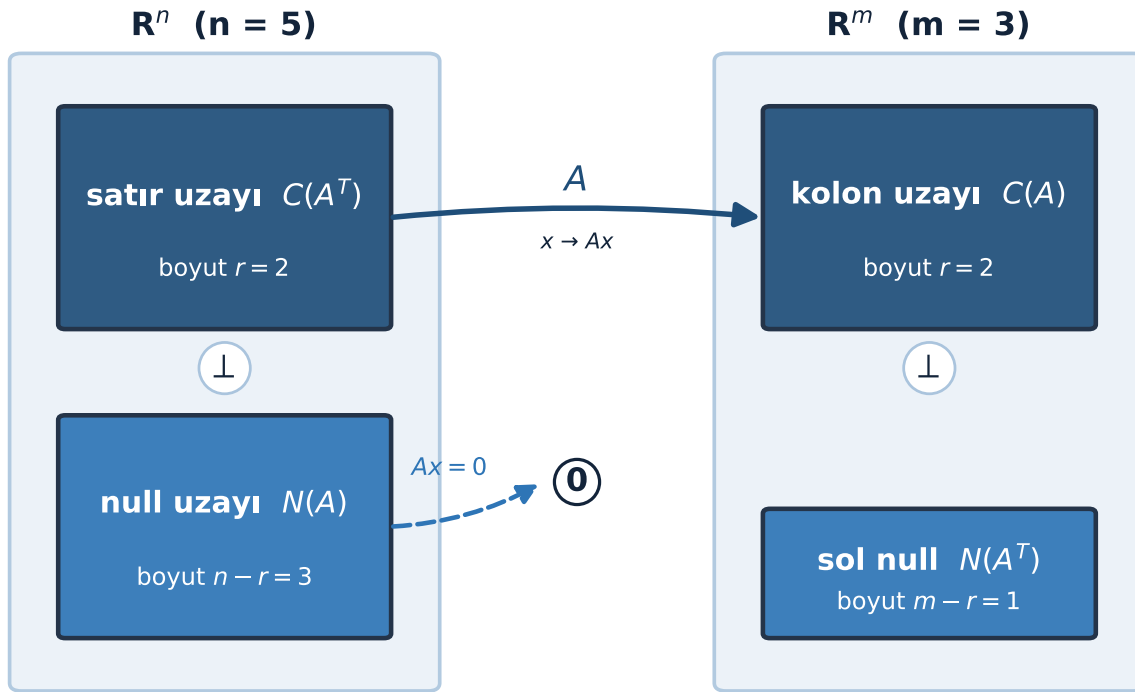 Rⁿ (n = 5)
satır uzayı C(Aᵀ)
boyut r = 2
⊥
null uzayı N(A)
boyut n − r = 3
A
x → Ax
Ax = 0
0
Rᵐ (m = 3)
kolon uzayı C(A)
boyut r = 2
⊥
sol null N(Aᵀ)
boyut m − r = 1